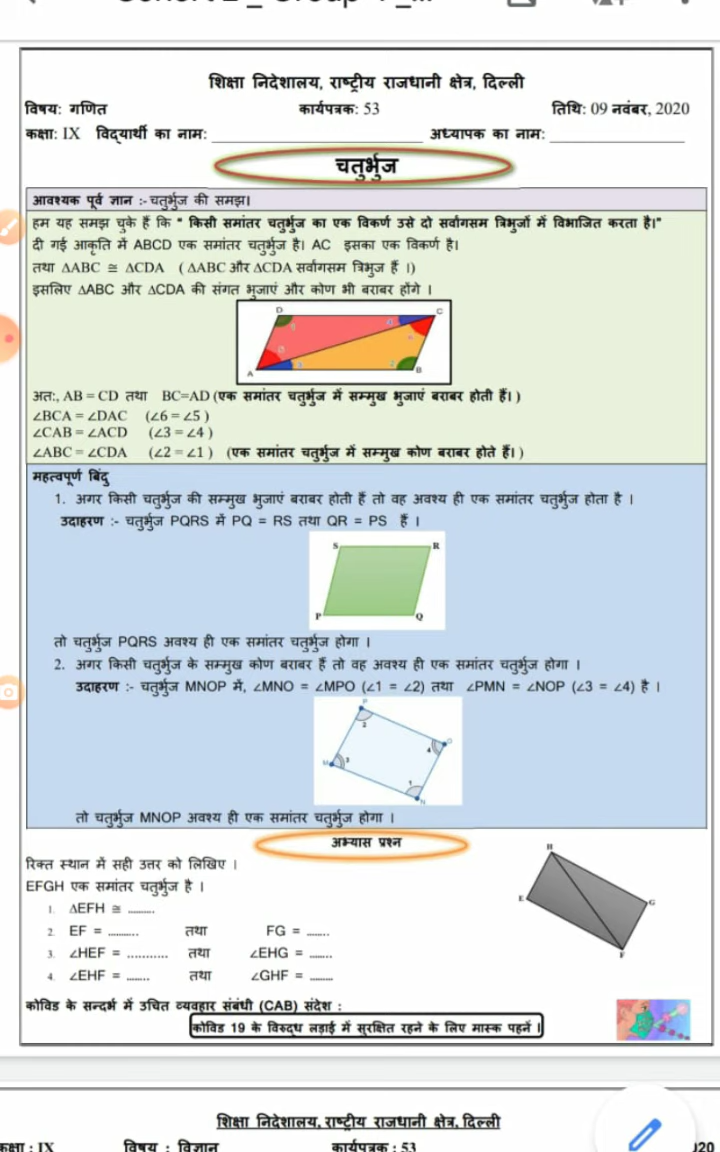 शिक्षा निदेशालय, राष्ट्रीय राजधानी क्षेत्र, दिल्ली
विषय: गणित कार्यपत्रक: 53 तिथि: 09 नवंबर, 2020
कक्षा: IX विद्यार्थी का नाम: अध्यापक का नाम:
चतुर्भुज
आवश्यक पूर्व ज्ञान :- चतुर्भुज की समझ।
हम यह समझ चुके हैं कि " किसी समांतर चतुर्भुज का एक विकर्ण उसे दो सर्वांगसम त्रिभुजों में विभाजित करता है।"
दी गई आकृति में ABCD एक समांतर चतुर्भुज है। AC इसका एक विकर्ण है।
तथा ΔABC ≅ ΔCDA ( ΔABC और ΔCDA सर्वांगसम त्रिभुज हैं ।)
इसलिए ΔABC और ΔCDA की संगत भुजाएं और कोण भी बराबर होंगे ।
D C
A B
अत:, AB = CD तथा BC=AD (एक समांतर चतुर्भुज में सम्मुख भुजाएं बराबर होती हैं। )
∠BCA = ∠DAC (∠6 = ∠5 )
∠CAB = ∠ACD (∠3 = ∠4 )
∠ABC = ∠CDA (∠2 = ∠1 ) (एक समांतर चतुर्भुज में सम्मुख कोण बराबर होते हैं। )
महत्वपूर्ण बिंदु
1. अगर किसी चतुर्भुज की सम्मुख भुजाएं बराबर होती हैं तो वह अवश्य ही एक समांतर चतुर्भुज होता है ।
उदाहरण :- चतुर्भुज PQRS में PQ = RS तथा QR = PS हैं ।
S R
P Q
तो चतुर्भुज PQRS अवश्य ही एक समांतर चतुर्भुज होगा ।
2. अगर किसी चतुर्भुज के सम्मुख कोण बराबर हैं तो वह अवश्य ही एक समांतर चतुर्भुज होगा ।
उदाहरण :- चतुर्भुज MNOP में, ∠MNO = ∠MPO (∠1 = ∠2) तथा ∠PMN = ∠NOP (∠3 = ∠4) है ।
P
2
4 O
M 3
1
N
तो चतुर्भुज MNOP अवश्य ही एक समांतर चतुर्भुज होगा ।
अभ्यास प्रश्न
रिक्त स्थान में सही उत्तर को लिखिए ।
EFGH एक समांतर चतुर्भुज है ।
H
E G
F
1. ΔEFH ≅ .........
2. EF = .......... तथा FG = .......
3. ∠HEF = ........... तथा ∠EHG = .......
4. ∠EHF = ....... तथा ∠GHF = ........
कोविड के सन्दर्भ में उचित व्यवहार संबंधी (CAB) संदेश :
कोविड 19 के विरुद्ध लड़ाई में सुरक्षित रहने के लिए मास्क पहनें ।
शिक्षा निदेशालय, राष्ट्रीय राजधानी क्षेत्र, दिल्ली
कक्षा : IX विषय : विज्ञान कार्यपत्रक : 53 020